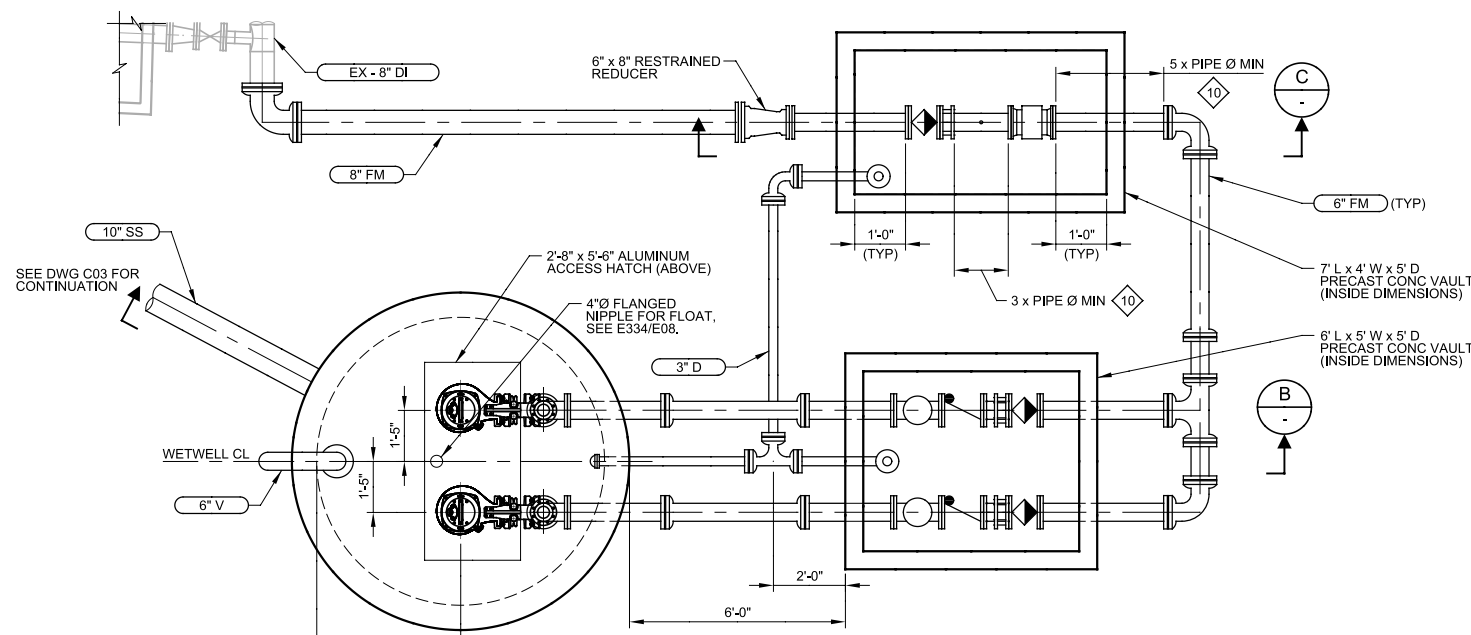 EX - 8" DI
6" x 8" RESTRAINED
REDUCER
5 x PIPE Ø MIN
10
C
-
8" FM
6" FM (TYP)
10" SS
SEE DWG C03 FOR
CONTINUATION
2'-8" x 5'-6" ALUMINUM
ACCESS HATCH (ABOVE)
4"Ø FLANGED
NIPPLE FOR FLOAT,
SEE E334/E08.
1'-0"
(TYP)
1'-0"
(TYP)
3 x PIPE Ø MIN
10
7' L x 4' W x 5' D
PRECAST CONC VAULT
(INSIDE DIMENSIONS)
6' L x 5' W x 5' D
PRECAST CONC VAULT
(INSIDE DIMENSIONS)
3" D
B
-
1'-5"
WETWELL CL
1'-5"
6" V
2'-0"
6'-0"